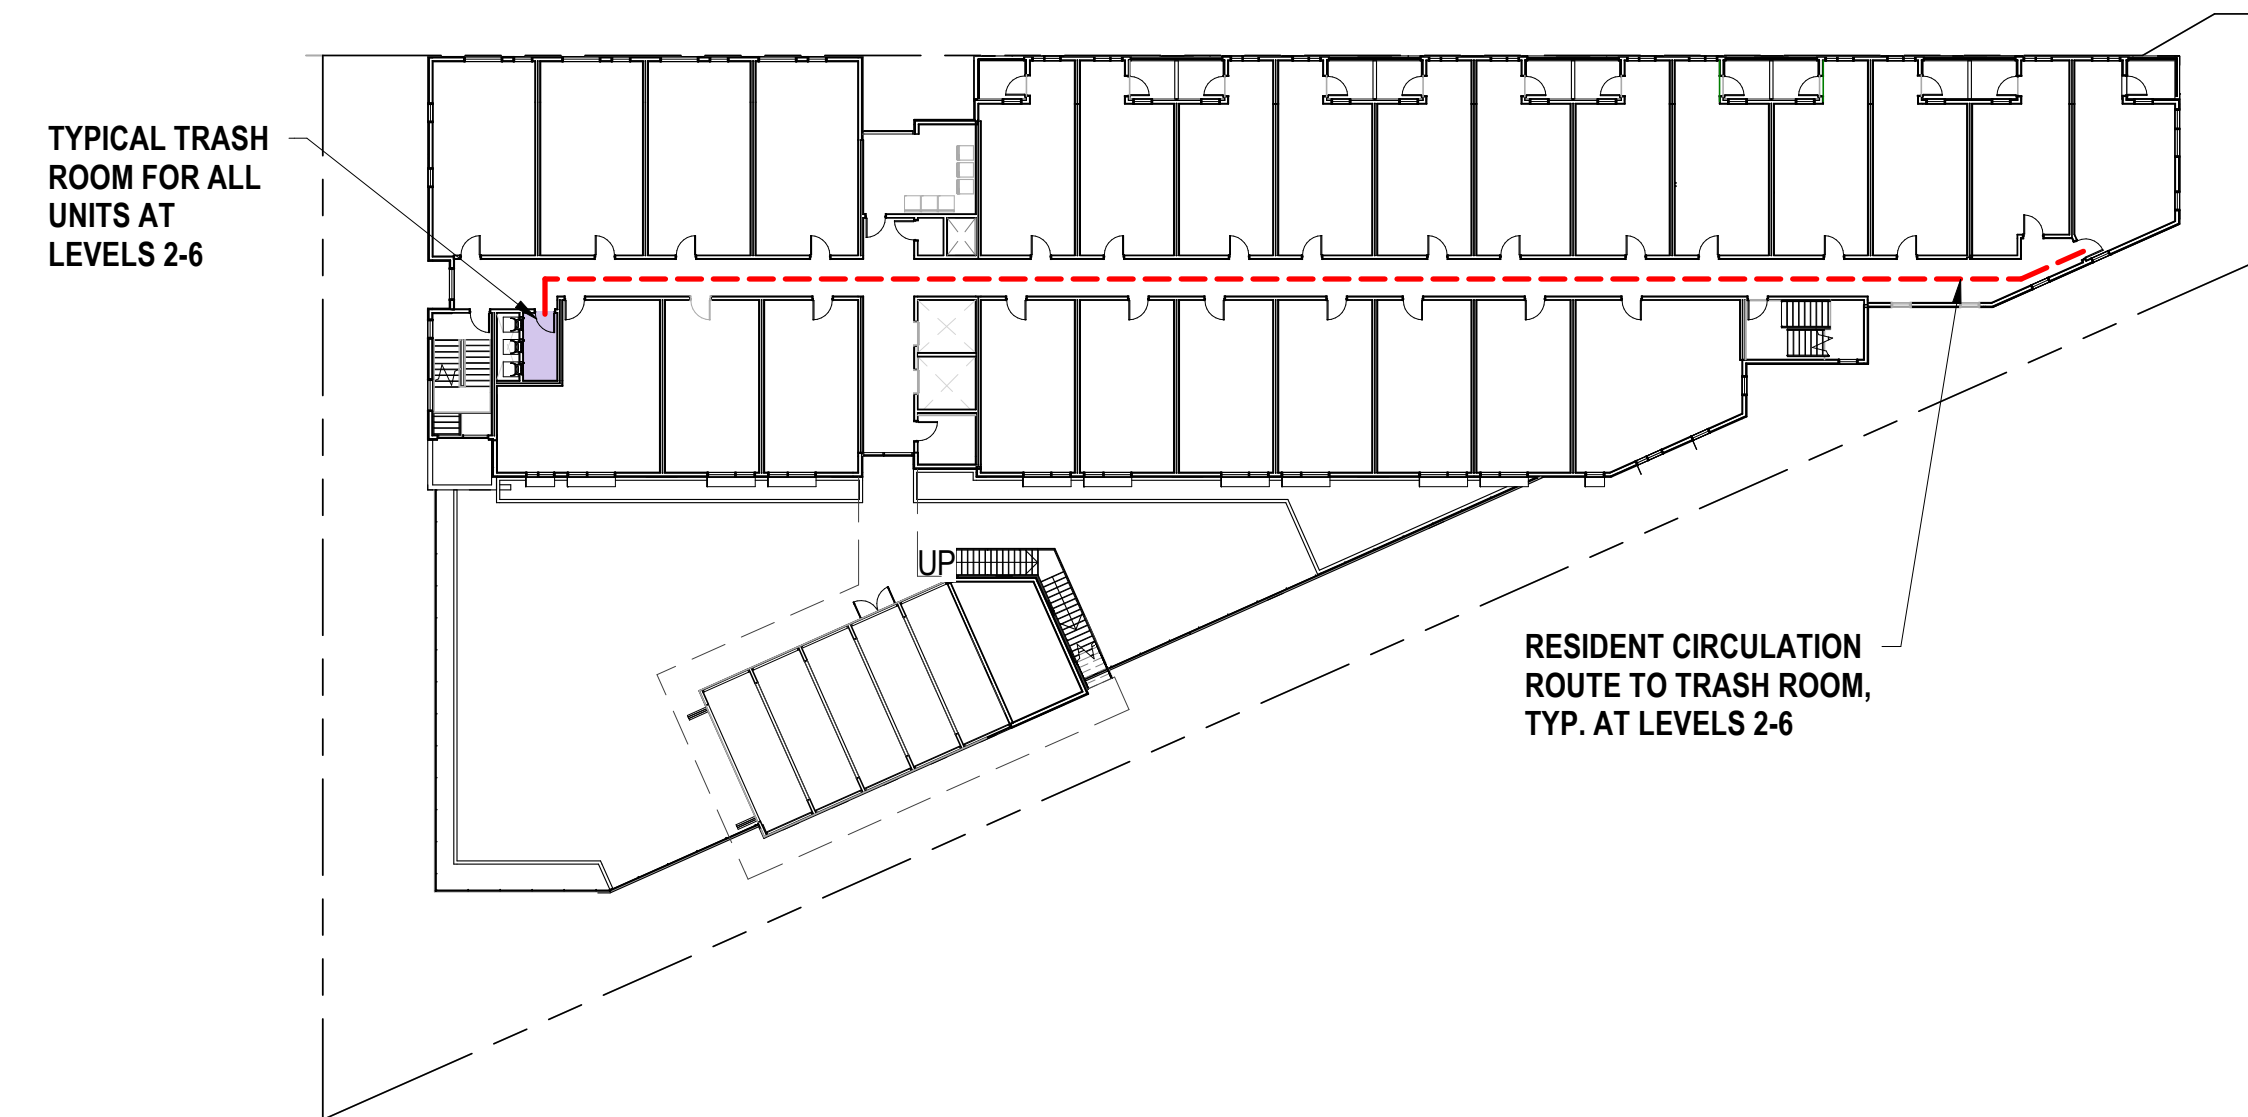 TYPICAL TRASH
ROOM FOR ALL
UNITS AT
LEVELS 2-6
UP
RESIDENT CIRCULATION
ROUTE TO TRASH ROOM,
TYP. AT LEVELS 2-6